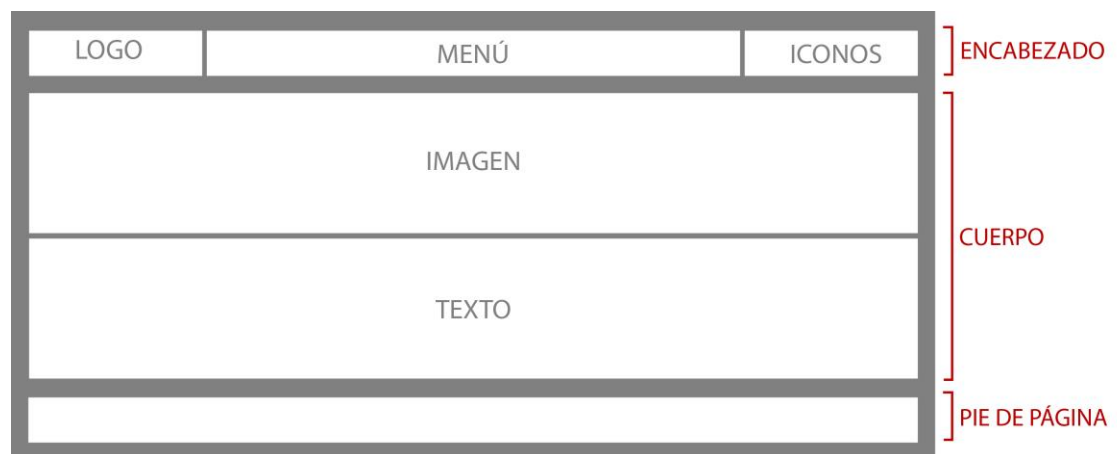 LOGO
MENÚ
ICONOS
ENCABEZADO
IMAGEN
CUERPO
TEXTO
PIE DE PÁGINA